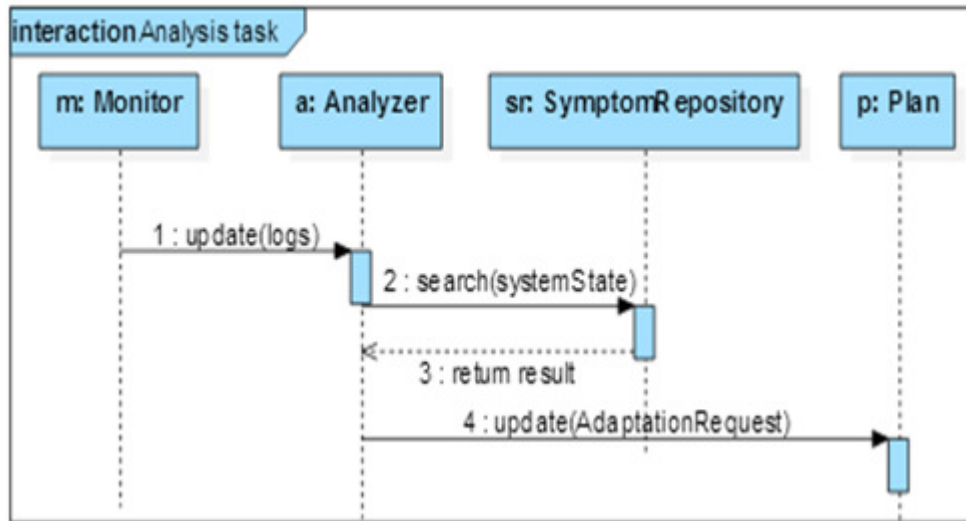 interaction Analysis task
m: Monitor
a: Analyzer
sr: SymptomRepository
p: Plan
1 : update(logs)
2 : search(systemState)
3 : return result
4 : update(AdaptationRequest)